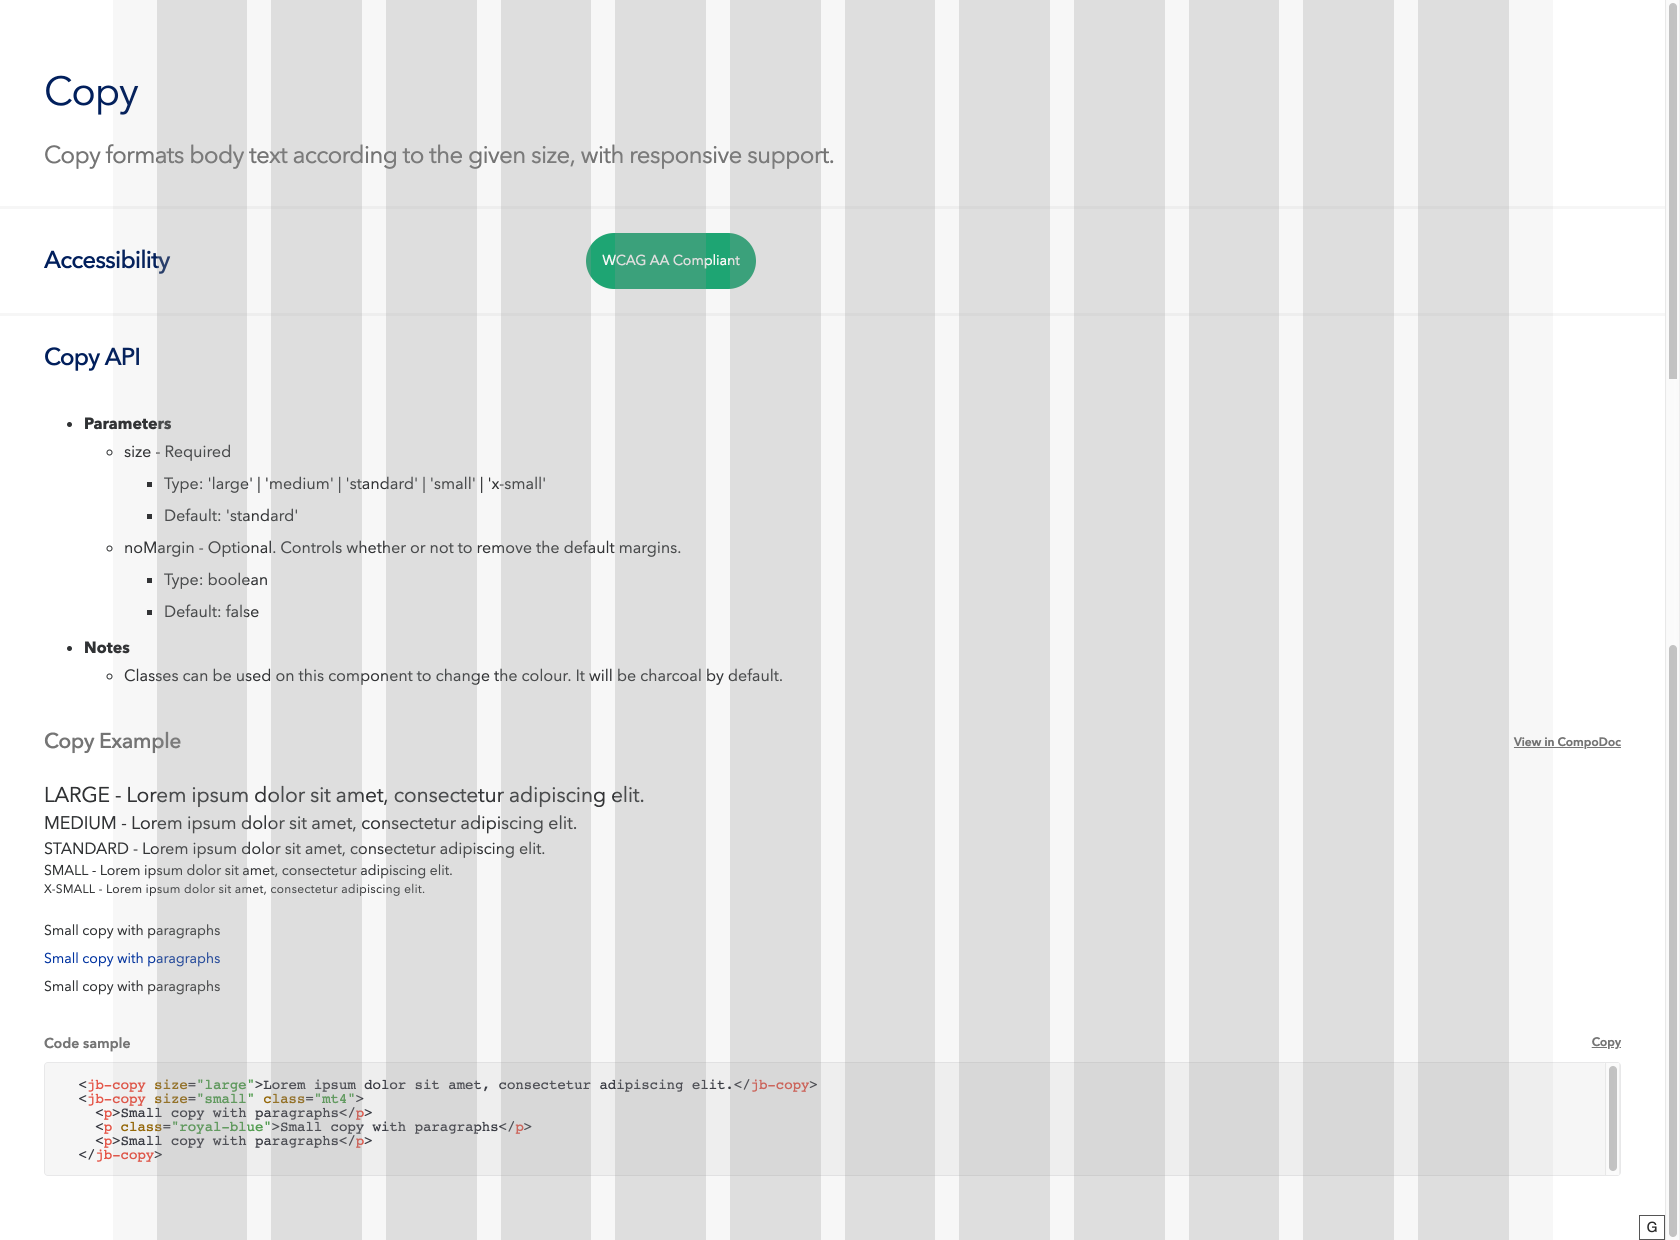 Copy
Copy formats body text according to the given size, with responsive support.
Accessibility
WCAG AA Compliant
Copy API
Parameters
size - Required
Type: 'large' | 'medium' | 'standard' | 'small' | 'x-small'
Default: 'standard'
noMargin - Optional. Controls whether or not to remove the default margins.
Type: boolean
Default: false
Notes
Classes can be used on this component to change the colour. It will be charcoal by default.
Copy Example
View in CompoDoc
LARGE - Lorem ipsum dolor sit amet, consectetur adipiscing elit.
MEDIUM - Lorem ipsum dolor sit amet, consectetur adipiscing elit.
STANDARD - Lorem ipsum dolor sit amet, consectetur adipiscing elit.
SMALL - Lorem ipsum dolor sit amet, consectetur adipiscing elit.
X-SMALL - Lorem ipsum dolor sit amet, consectetur adipiscing elit.
Small copy with paragraphs
Small copy with paragraphs
Small copy with paragraphs
Code sample
Copy
<jb-copy size="large">Lorem ipsum dolor sit amet, consectetur adipiscing elit.</jb-copy>
<jb-copy size="small" class="mt4">
<p>Small copy with paragraphs</p>
<p class="royal-blue">Small copy with paragraphs</p>
<p>Small copy with paragraphs</p>
</jb-copy>
G